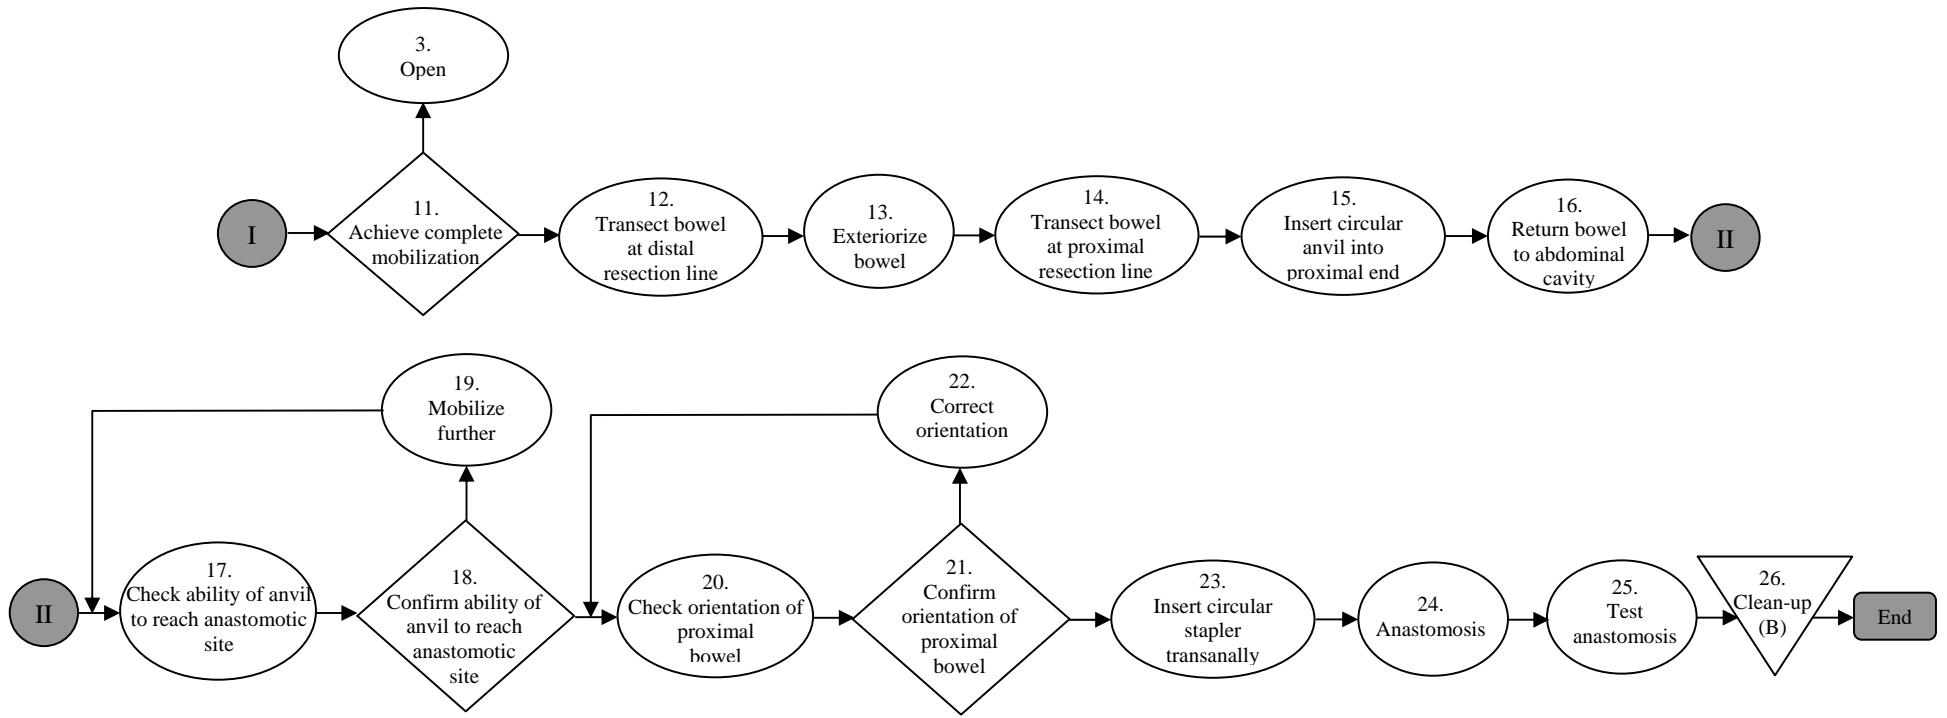 3.
Open
I
11.
Achieve complete
mobilization
12.
Transect bowel
at distal
resection line
13.
Exteriorize
bowel
14.
Transect bowel
at proximal
resection line
15.
Insert circular
anvil into
proximal end
16.
Return bowel
to abdominal
cavity
II
19.
Mobilize
further
22.
Correct
orientation
II
17.
Check ability of anvil
to reach anastomotic
site
18.
Confirm ability of
anvil to reach
anastomotic
site
20.
Check orientation of
proximal
bowel
21.
Confirm
orientation of
proximal
bowel
23.
Insert circular
stapler
transanally
24.
Anastomosis
25.
Test
anastomosis
26.
Clean-up
(B)
End